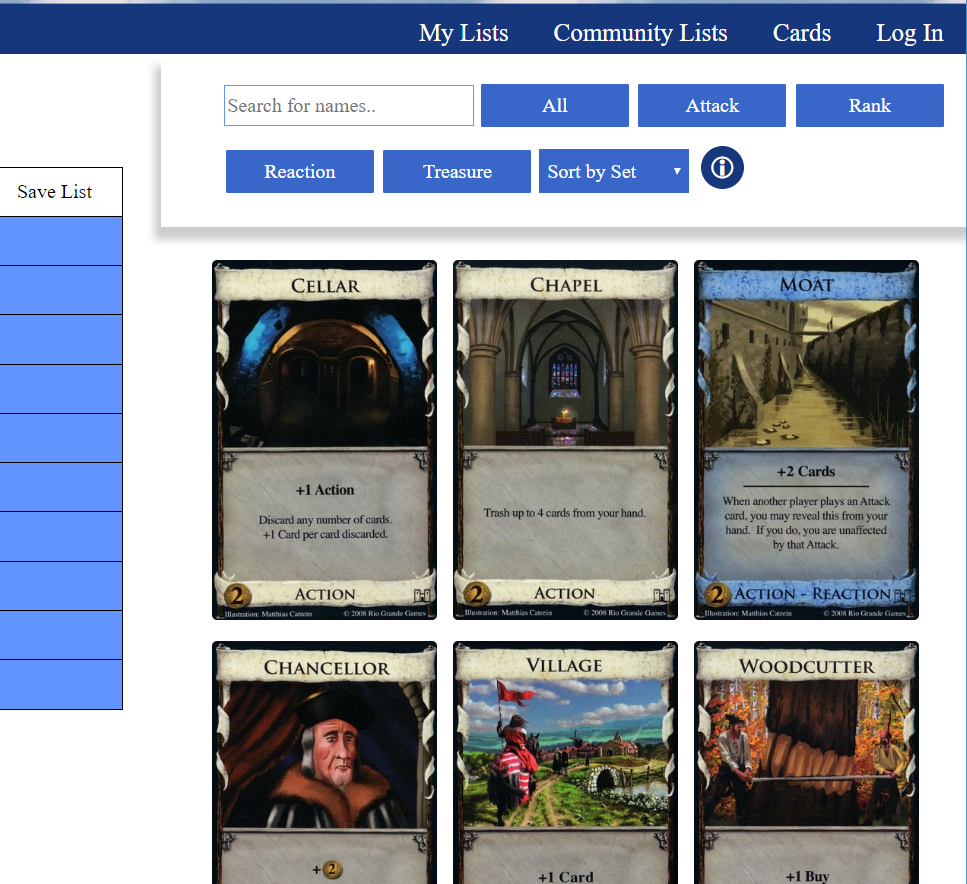 My Lists Community Lists Cards Log In
Search for names..
All
Attack
Rank
Reaction
Treasure
Sort by Set
Save List
CELLAR
+1 Action
Discard any number of cards.
+1 Card per card discarded.
2
ACTION
Illustration: Matthias Catrein © 2008 Rio Grande Games
CHAPEL
Trash up to 4 cards from your hand.
2
ACTION
Illustration: Matthias Catrein © 2008 Rio Grande Games
MOAT
+2 Cards
When another player plays an Attack
card, you may reveal this from your
hand. If you do, you are unaffected
by that Attack.
2
ACTION - REACTION
Illustration: Matthias Catrein © 2008 Rio Grande Games
CHANCELLOR
+2
VILLAGE
+1 Card
WOODCUTTER
+1 Buy